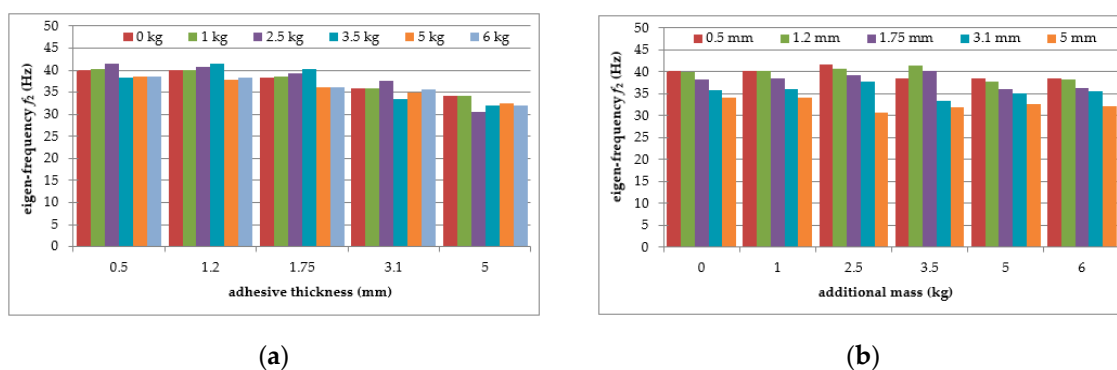 50
45
40
35
30
25
20
15
10
5
0
eigen-frequency f₂ (Hz)
0 kg 1 kg 2.5 kg 3.5 kg 5 kg 6 kg
0.5 1.2 1.75 3.1 5
adhesive thickness (mm)
(a)
50
45
40
35
30
25
20
15
10
5
0
eigen-frequency f₂ (Hz)
0.5 mm 1.2 mm 1.75 mm 3.1 mm 5 mm
0 1 2.5 3.5 5 6
additional mass (kg)
(b)